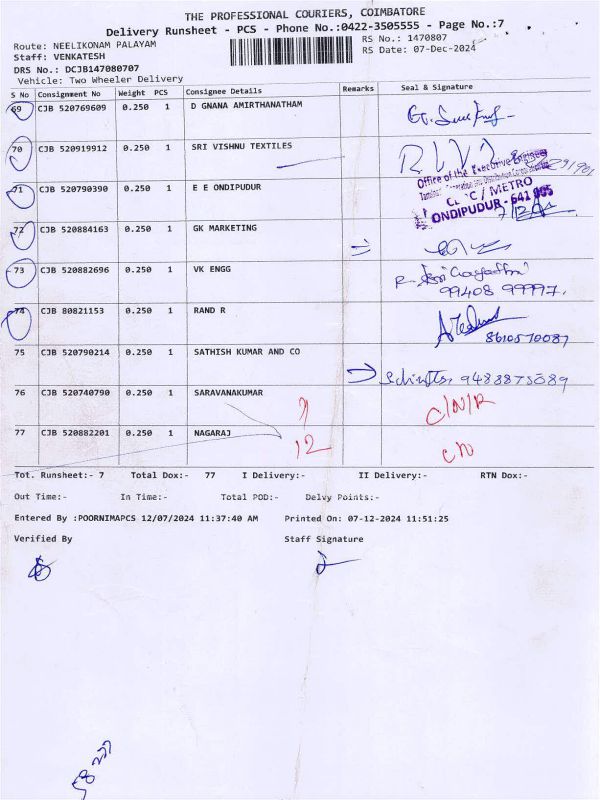 THE PROFESSIONAL COURIERS, COIMBATORE
Delivery Runsheet - PCS - Phone No.:0422-3505555 - Page No.:7
Route: NEELIKONAM PALAYAM
RS No.: 1470807
Staff: VENKATESH
RS Date: 07-Dec-2024
DRS No.: DCJB147080707
Vehicle: Two Wheeler Delivery
S No Consignment No Weight PCS Consignee Details Remarks Seal & Signature
69 CJB 520769609 0.250 1 D GNANA AMIRTHANATHAM
70 CJB 520919912 0.250 1 SRI VISHNU TEXTILES
Office of the Executive Engineer
71 CJB 520790390 0.250 1 E E ONDIPUDUR
/ METRO
ONDIPUDUR - 641 005
72 CJB 520884163 0.250 1 GK MARKETING
73 CJB 520882696 0.250 1 VK ENGG
99408 99997.
74 CJB 80821153 0.250 1 RAND R
8610570087
75 CJB 520790214 0.250 1 SATHISH KUMAR AND CO
9488875089
76 CJB 520740790 0.250 1 SARAVANAKUMAR C/N/R
77 CJB 520882201 0.250 1 NAGARAJ 12
Tot. Runsheet:- 7 Total Dox:- 77 I Delivery:- II Delivery:- RTN Dox:-
Out Time:- In Time:- Total POD:- Delvy Points:-
Entered By :POORNIMAPCS 12/07/2024 11:37:40 AM Printed On: 07-12-2024 11:51:25
Verified By Staff Signature